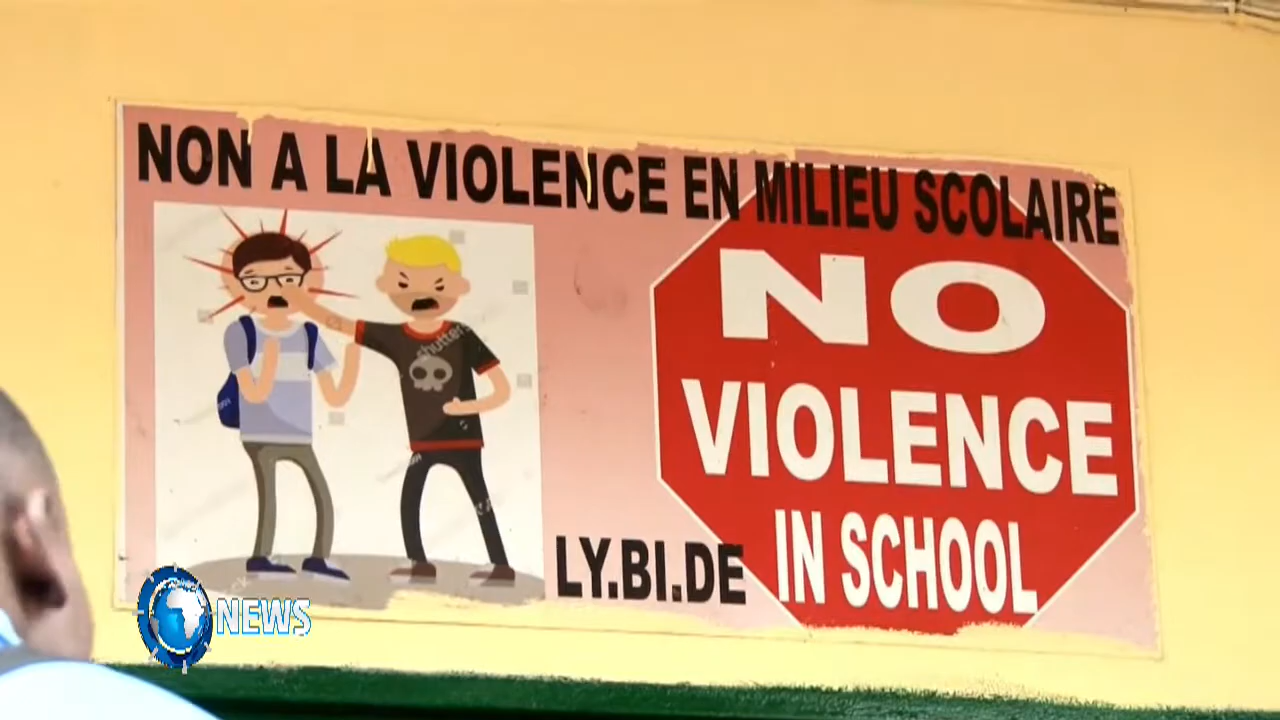 NON A LA VIOLENCE EN MILIEU SCOLAIRE
NO
VIOLENCE
IN SCHOOL
LY.BI.DE
NEWS